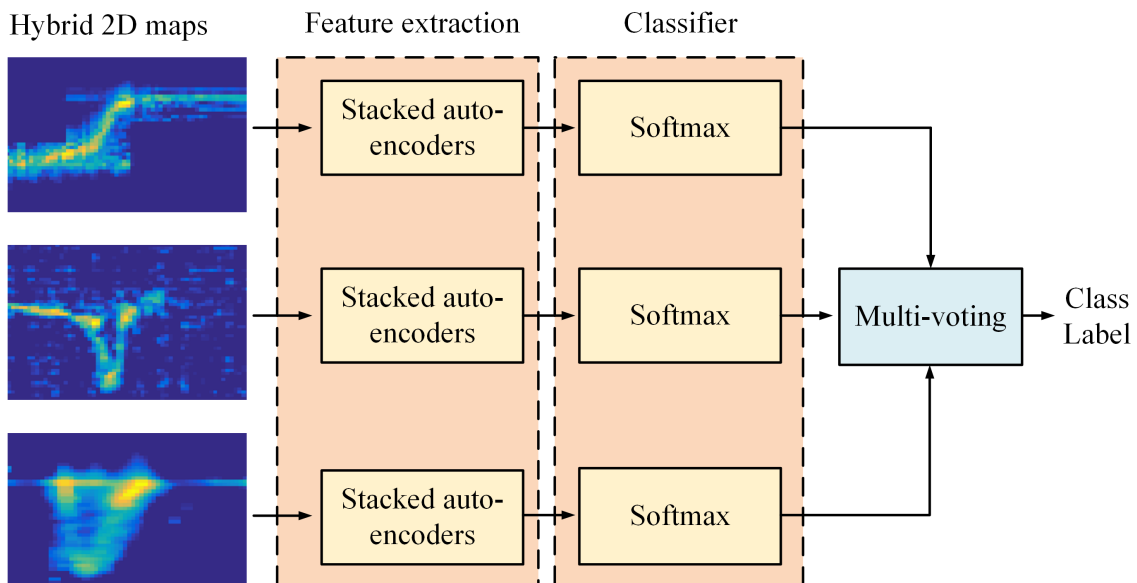 Hybrid 2D maps
Feature extraction
Classifier
Stacked auto-
encoders
Softmax
Stacked auto-
encoders
Softmax
Multi-voting
Class
Label
Stacked auto-
encoders
Softmax